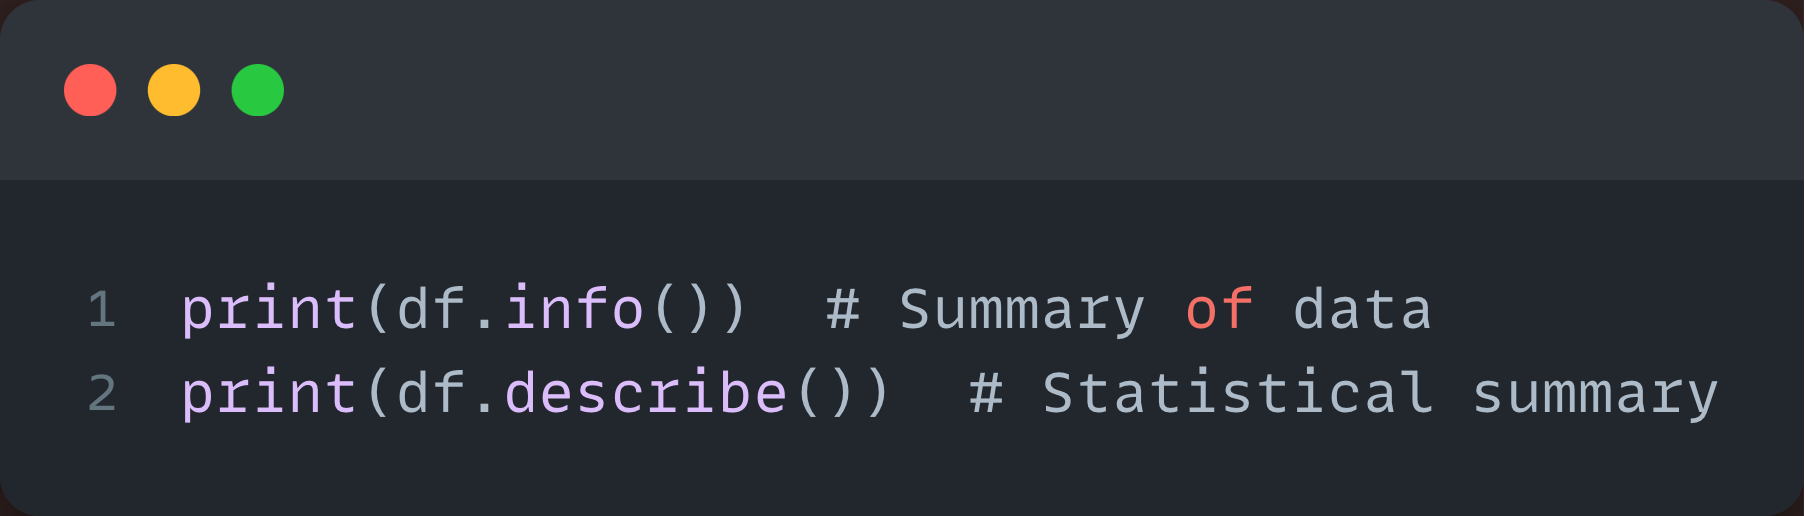 1 print(df.info())  # Summary of data
2 print(df.describe())  # Statistical summary